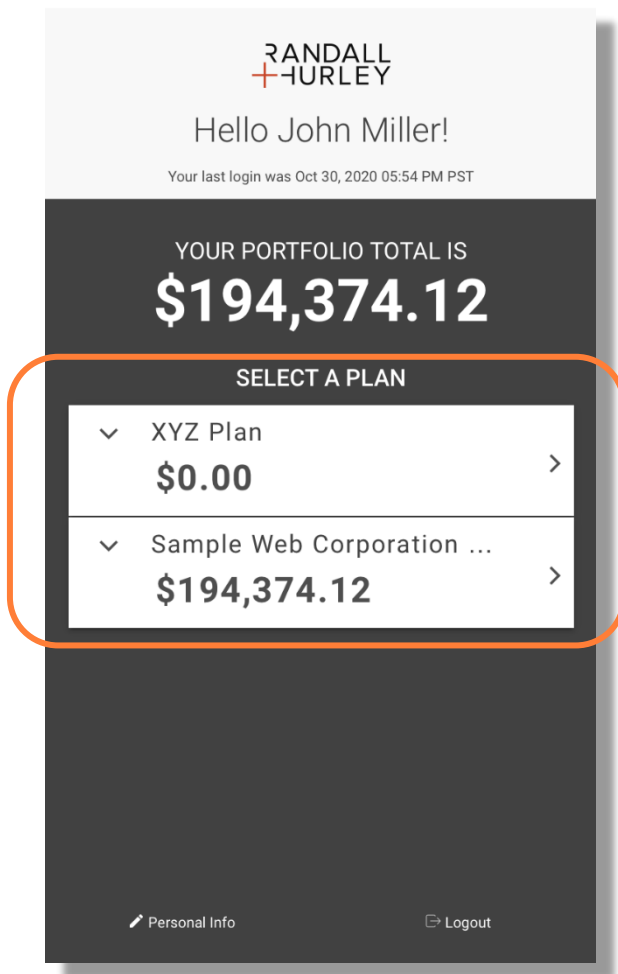 RANDALL
HURLEY
Hello John Miller!
Your last login was Oct 30, 2020 05:54 PM PST
YOUR PORTFOLIO TOTAL IS
$194,374.12
SELECT A PLAN
XYZ Plan
$0.00
Sample Web Corporation ...
$194,374.12
Personal Info
Logout